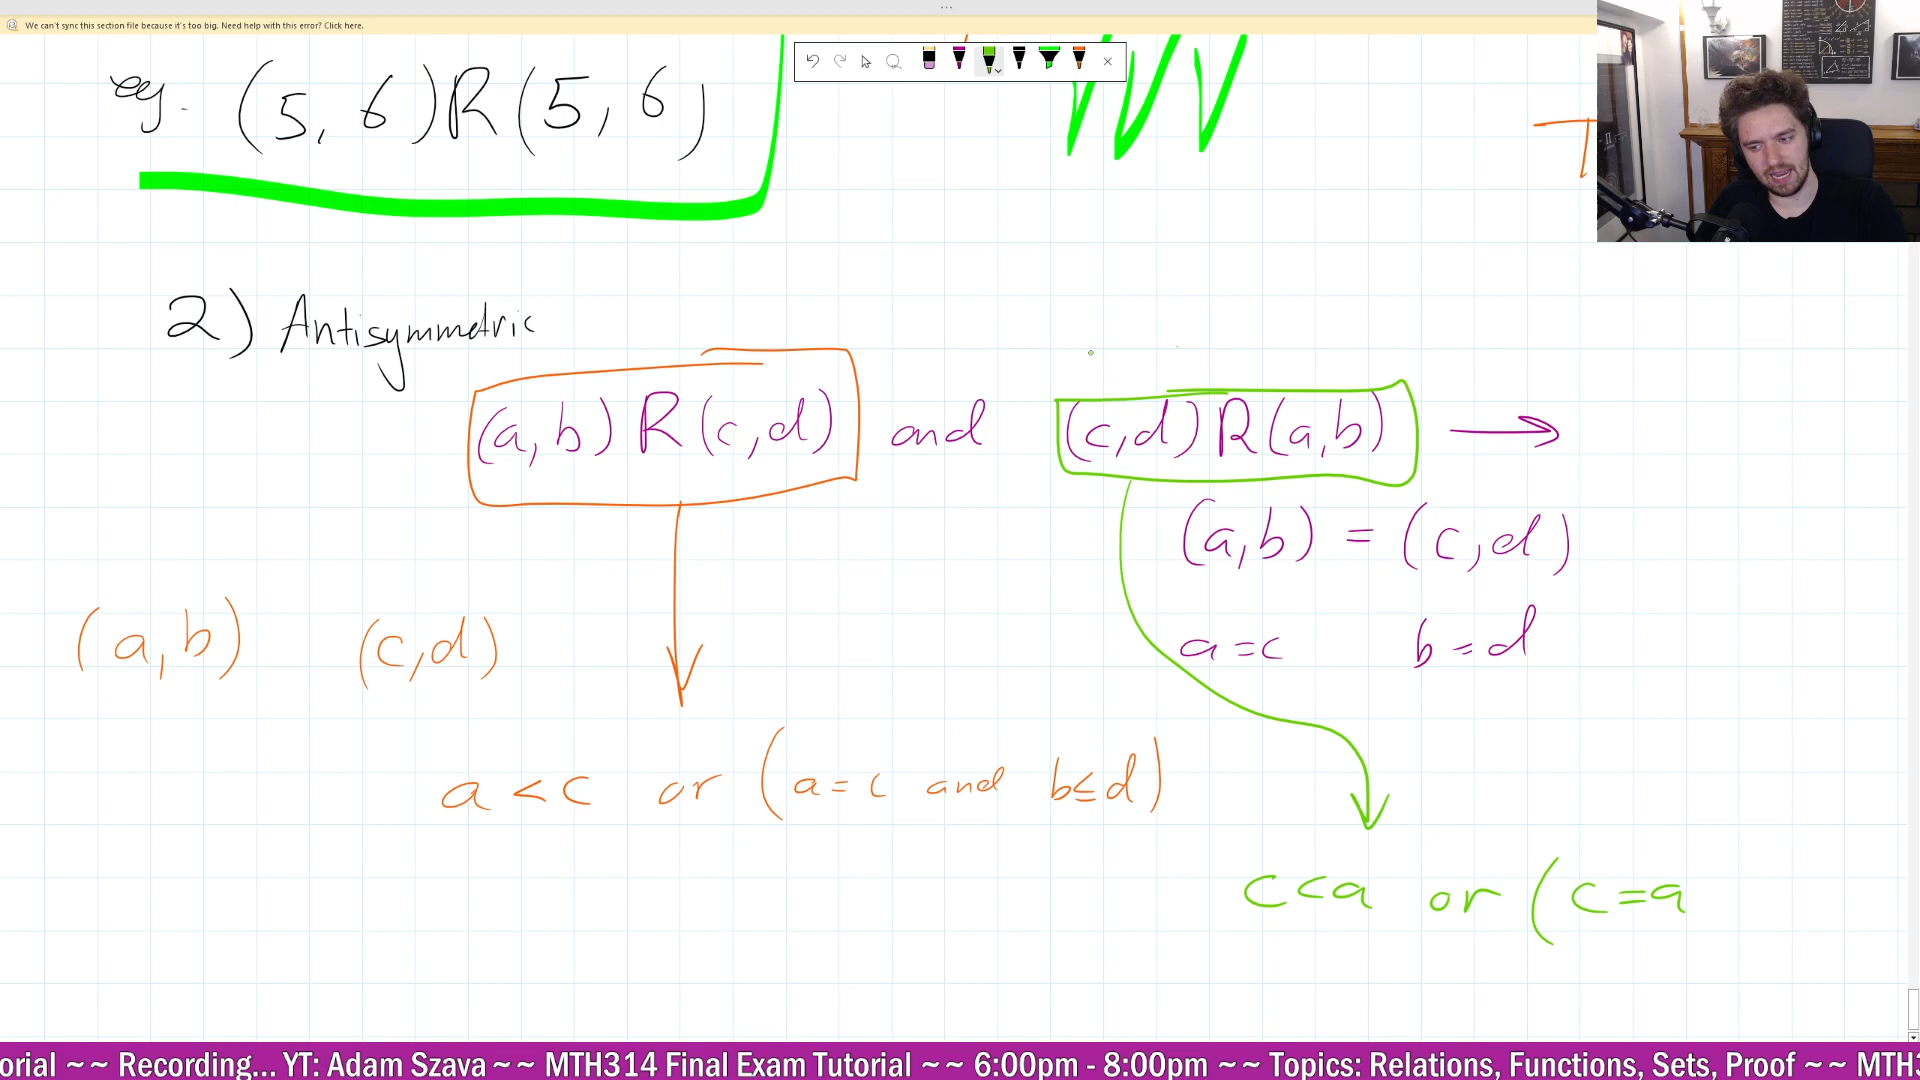 We can't sync this section file because it's too big. Need help with this error? Click here.
eg. (5, 6)R(5, 6)
2) Antisymmetric
(a, b) R (c, d) and (c, d) R (a, b) →
(a, b) = (c, d)
a = c b = d
(a, b) (c, d)
a < c or (a = c and b ≤ d)
c < a or (c = a
orial ~~ Recording... YT: Adam Szava ~~ MTH314 Final Exam Tutorial ~~ 6:00pm - 8:00pm ~~ Topics: Relations, Functions, Sets, Proof ~~ MTH3